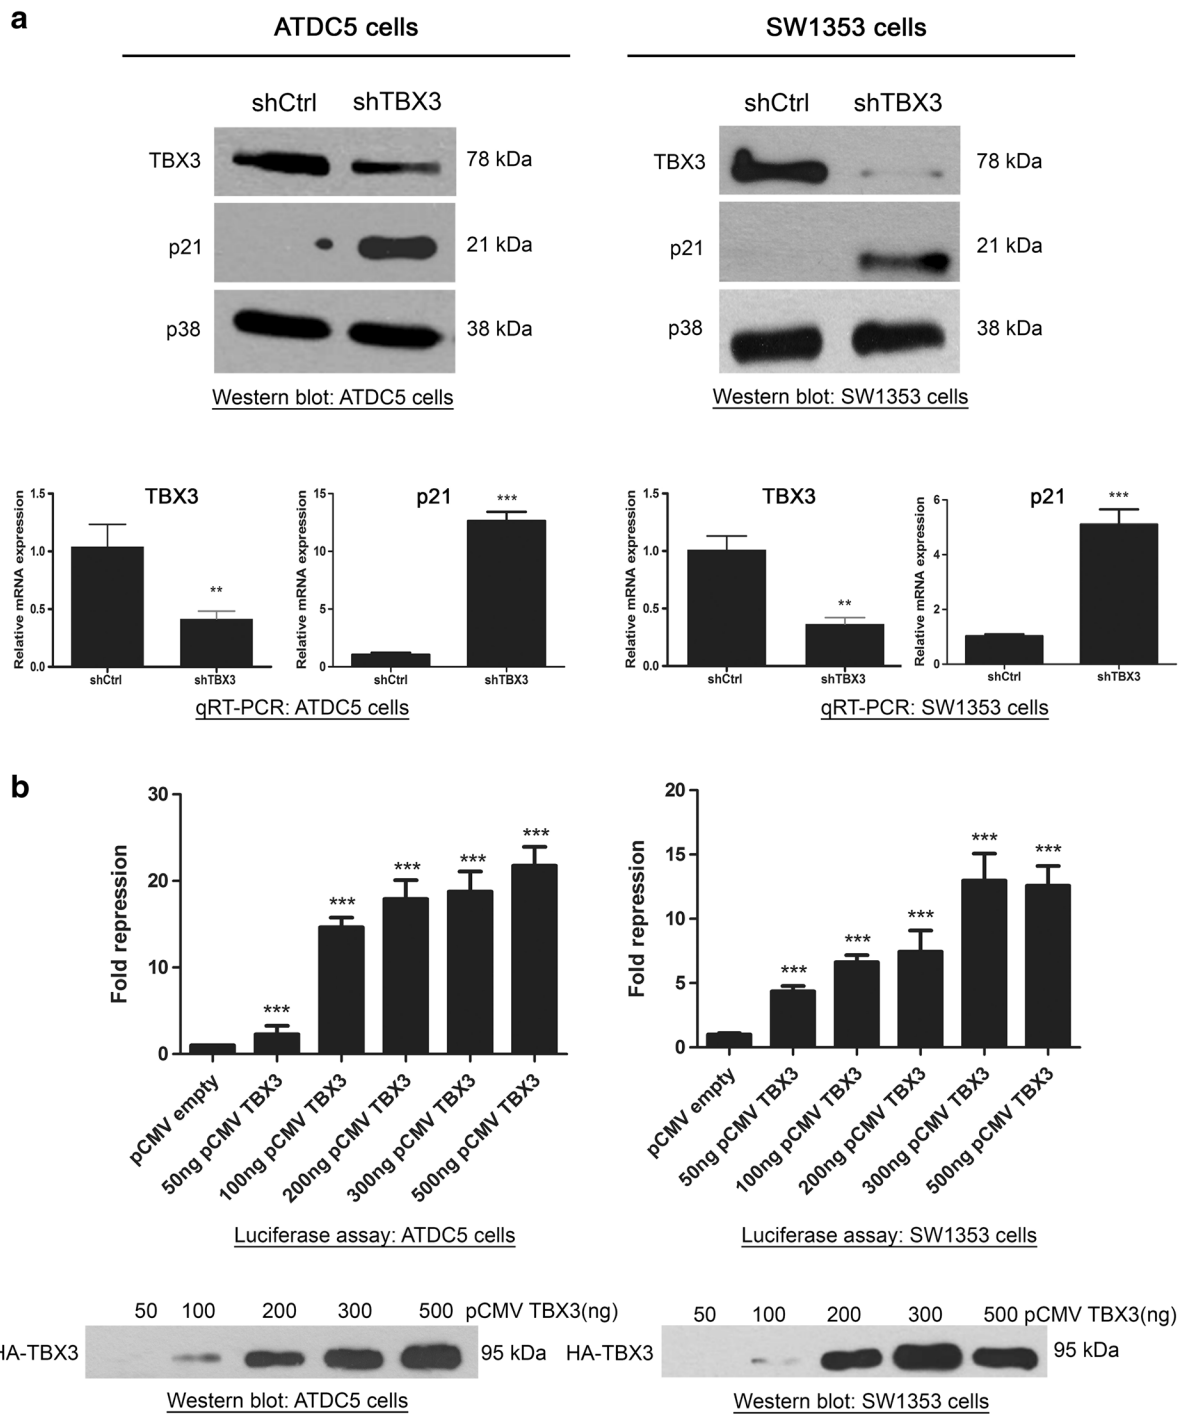 a
ATDC5 cells
SW1353 cells
shCtrl shTBX3
TBX3 78 kDa
p21 21 kDa
p38 38 kDa
Western blot: ATDC5 cells
shCtrl shTBX3
TBX3 78 kDa
p21 21 kDa
p38 38 kDa
Western blot: SW1353 cells
TBX3
Relative mRNA expression
1.5
1.0
0.5
0.0
**
shCtrl shTBX3
p21
Relative mRNA expression
15
10
5
0
***
shCtrl shTBX3
qRT-PCR: ATDC5 cells
TBX3
Relative mRNA expression
1.5
1.0
0.5
0.0
**
shCtrl shTBX3
p21
Relative mRNA expression
6
4
2
0
***
shCtrl shTBX3
qRT-PCR: SW1353 cells
b
Fold repression
30
20
10
0
*** *** *** *** ***
pCMV empty
50ng pCMV TBX3
100ng pCMV TBX3
200ng pCMV TBX3
300ng pCMV TBX3
500ng pCMV TBX3
Luciferase assay: ATDC5 cells
Fold repression
20
15
10
5
0
*** *** *** *** ***
pCMV empty
50ng pCMV TBX3
100ng pCMV TBX3
200ng pCMV TBX3
300ng pCMV TBX3
500ng pCMV TBX3
Luciferase assay: SW1353 cells
50 100 200 300 500 pCMV TBX3(ng)
HA-TBX3 95 kDa
Western blot: ATDC5 cells
50 100 200 300 500 pCMV TBX3(ng)
HA-TBX3 95 kDa
Western blot: SW1353 cells